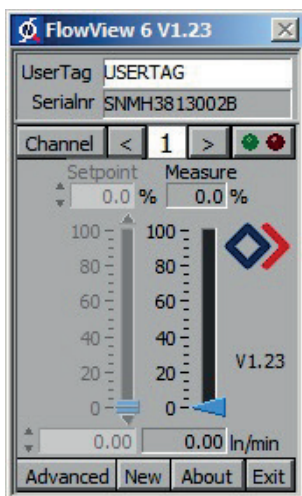 FlowView 6 V1.23
UserTag USERTAG
Serialnr SNMH3813002B
Channel < 1 >
Setpoint Measure
0.0 % 0.0 %
100 100
80 80
60 60
40 40
V1.23
20 20
0 0
0.00 0.00 ln/min
Advanced New About Exit